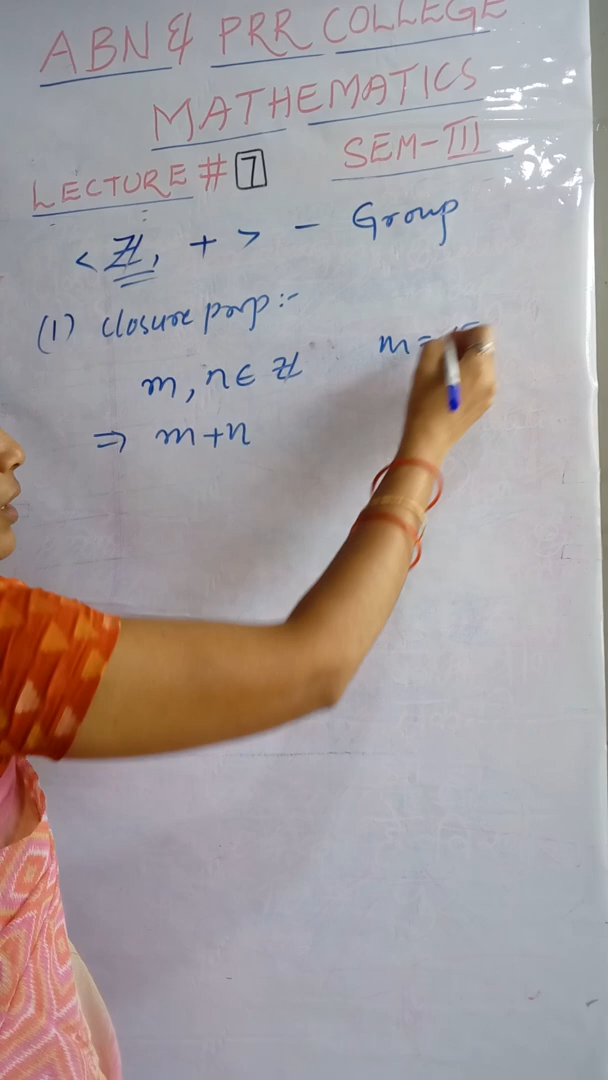 ABN & PRR COLLEGE
MATHEMATICS
SEM-III
LECTURE # 7
< ℤ, + > - Group
(1) closure prop:-
m, n ∈ ℤ
m =
⇒ m+n